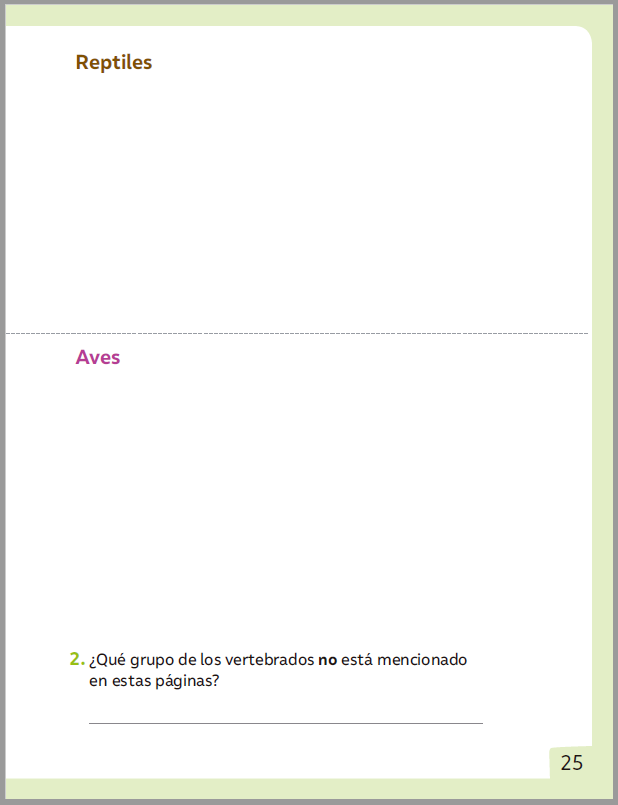 Reptiles
Aves
2. ¿Qué grupo de los vertebrados no está mencionado
en estas páginas?
25